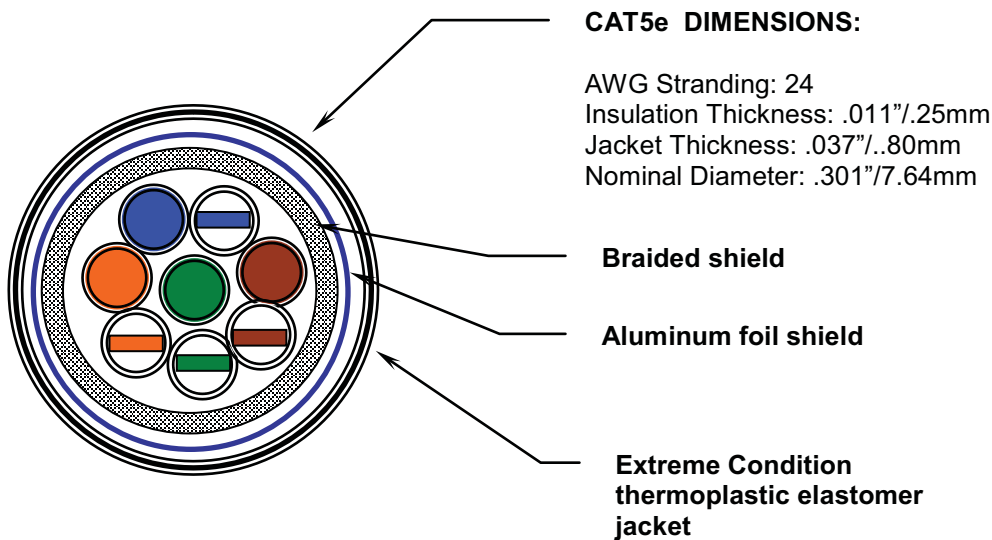 CAT5e DIMENSIONS:
AWG Stranding: 24
Insulation Thickness: .011”/.25mm
Jacket Thickness: .037”/..80mm
Nominal Diameter: .301”/7.64mm
Braided shield
Aluminum foil shield
Extreme Condition
thermoplastic elastomer
jacket